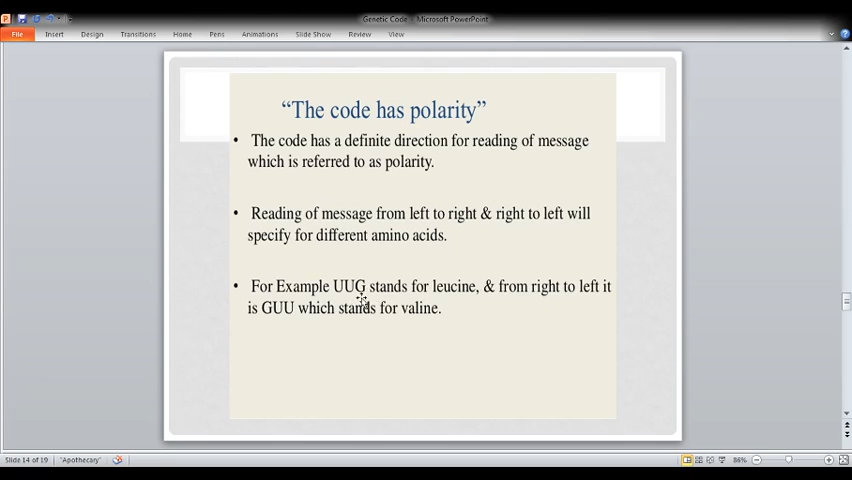 Genetic Code - Microsoft PowerPoint
File Insert Design Transitions Home Pens Animations Slide Show Review View
“The code has polarity”
• The code has a definite direction for reading of message
which is referred to as polarity.
• Reading of message from left to right & right to left will
specify for different amino acids.
• For Example UUG stands for leucine, & from right to left it
is GUU which stands for valine.
Slide 14 of 19 "Apothecary" 86%